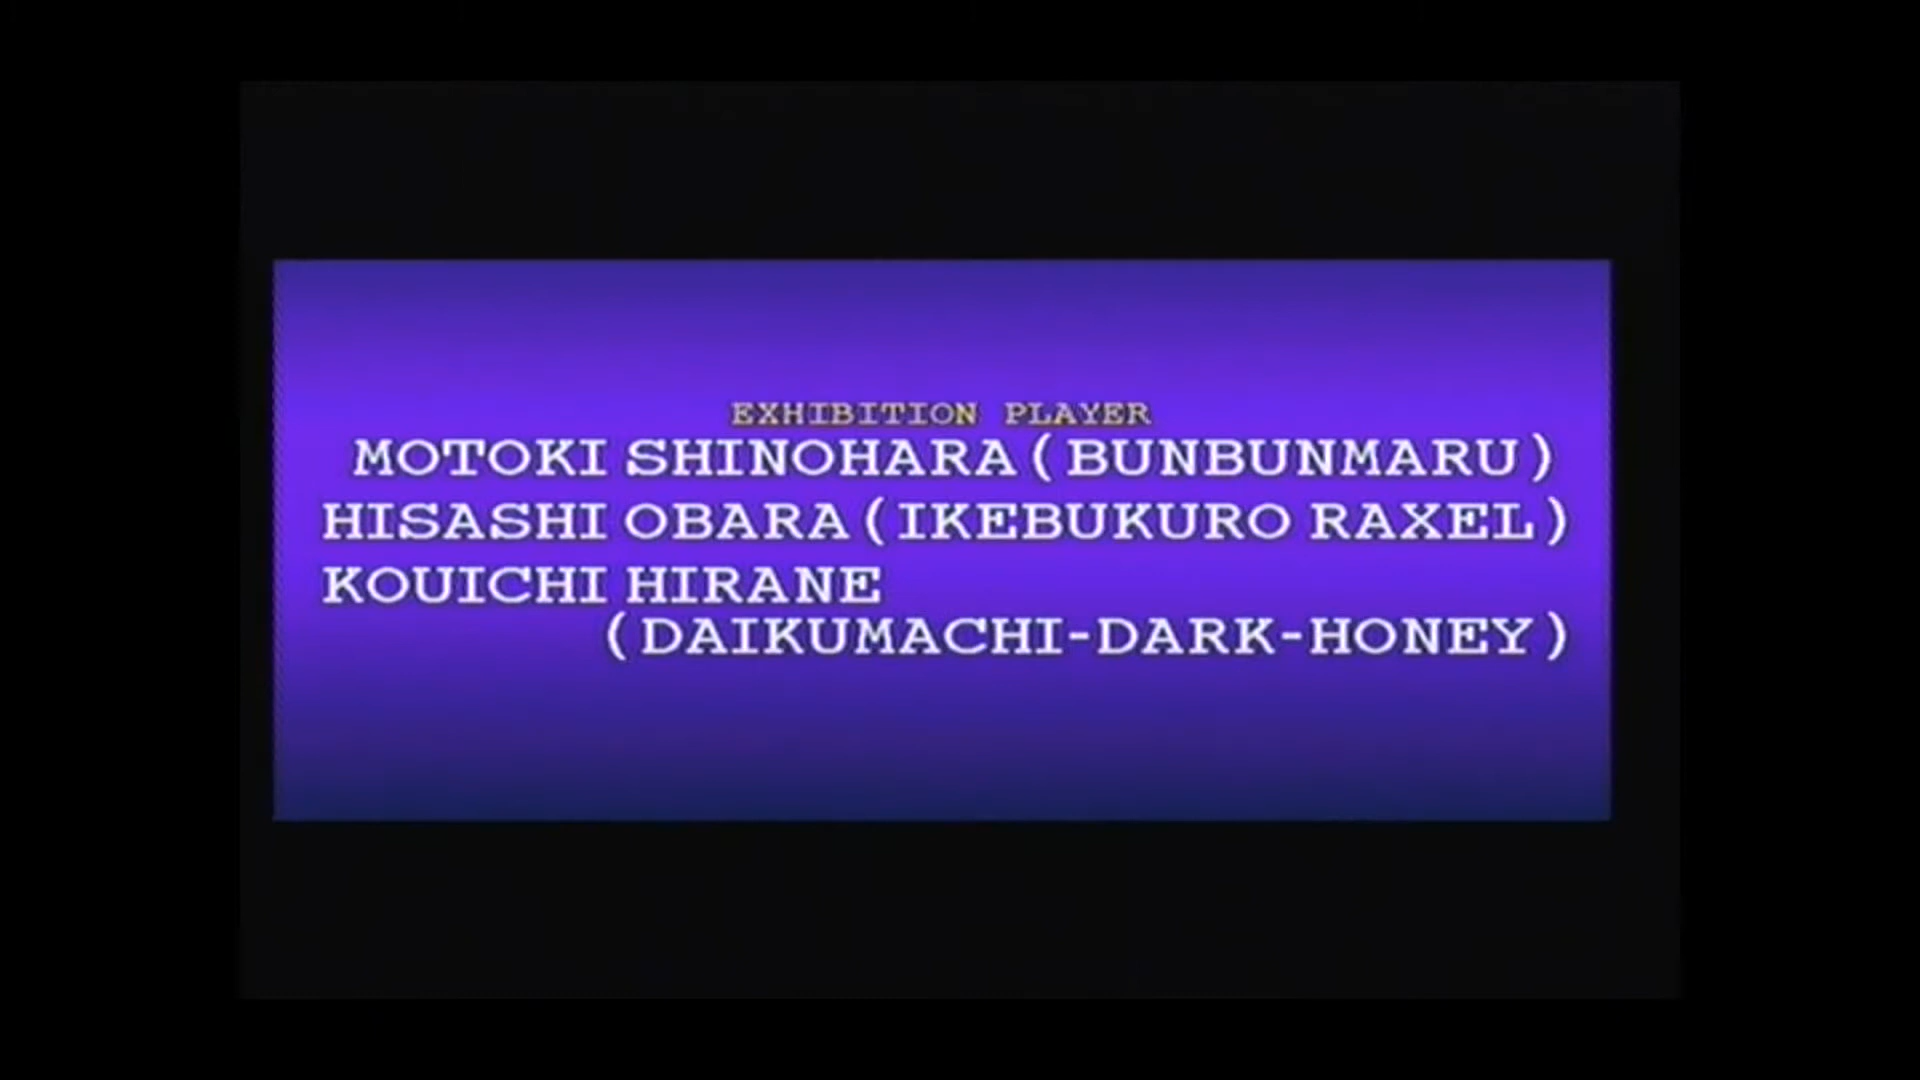 EXHIBITION PLAYER
MOTOKI SHINOHARA(BUNBUNMARU)
HISASHI OBARA(IKEBUKURO RAXEL)
KOUICHI HIRANE
(DAIKUMACHI-DARK-HONEY)